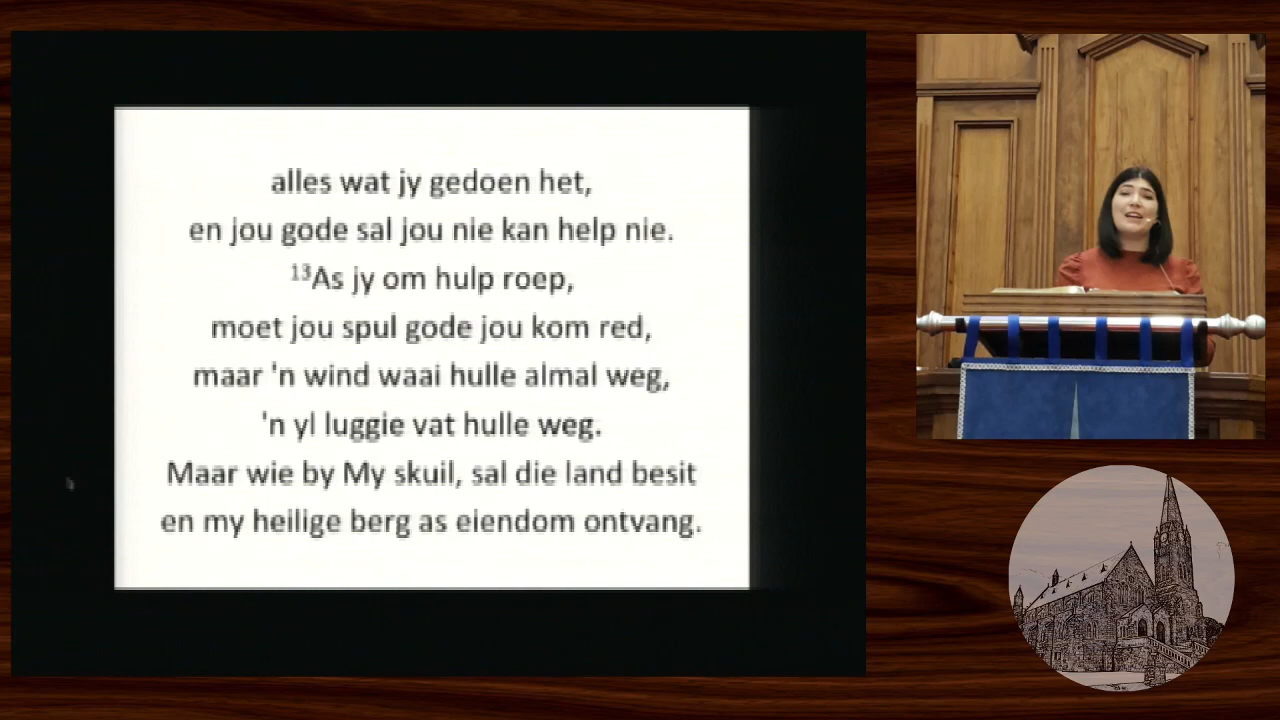 alles wat jy gedoen het,
en jou gode sal jou nie kan help nie.
¹³As jy om hulp roep,
moet jou spul gode jou kom red,
maar 'n wind waai hulle almal weg,
'n yl luggie vat hulle weg.
Maar wie by My skuil, sal die land besit
en my heilige berg as eiendom ontvang.